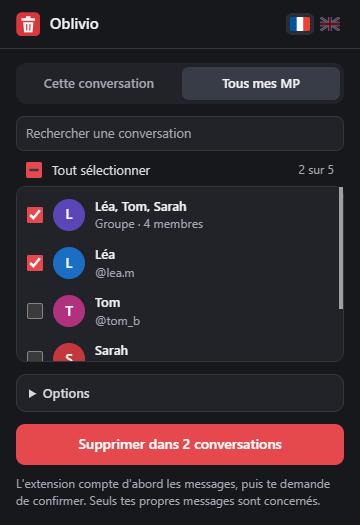 Oblivio
Cette conversation
Tous mes MP
Rechercher une conversation
Tout sélectionner
2 sur 5
L
Léa, Tom, Sarah
Groupe · 4 membres
L
Léa
@lea.m
T
Tom
@tom_b
S
Sarah
Options
Supprimer dans 2 conversations
L'extension compte d'abord les messages, puis te demande
de confirmer. Seuls tes propres messages sont concernés.